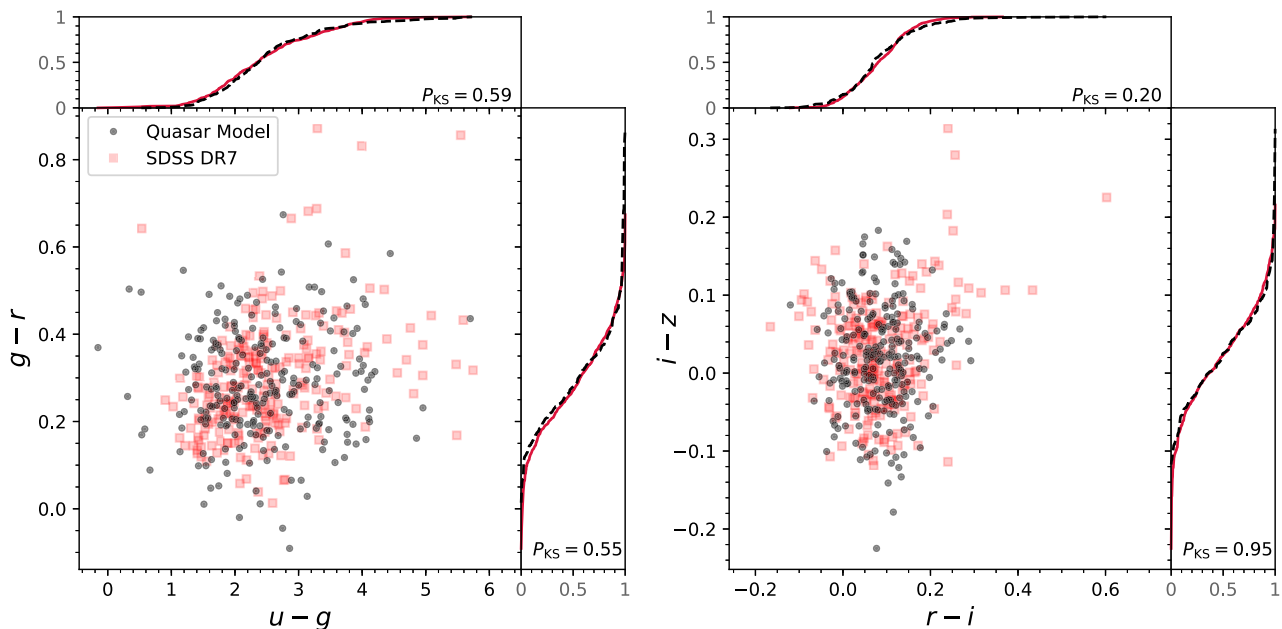 1
0.5
0
P_KS = 0.59
Quasar Model
SDSS DR7
g − r
0.8
0.6
0.4
0.2
0.0
P_KS = 0.55
0 1 2 3 4 5 6
0 0.5 1
u − g
1
0.5
0
P_KS = 0.20
i − z
0.3
0.2
0.1
0.0
−0.1
−0.2
P_KS = 0.95
−0.2 0.0 0.2 0.4 0.6
0 0.5 1
r − i